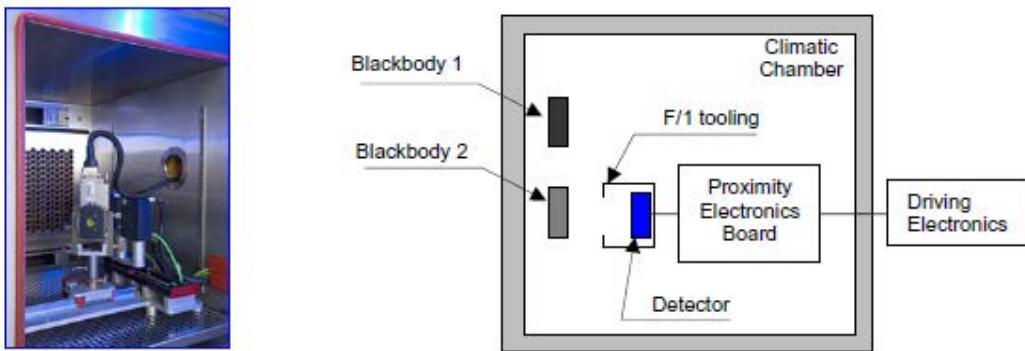 Climatic
Chamber
Blackbody 1
F/1 tooling
Blackbody 2
Proximity
Electronics
Board
Driving
Electronics
Detector